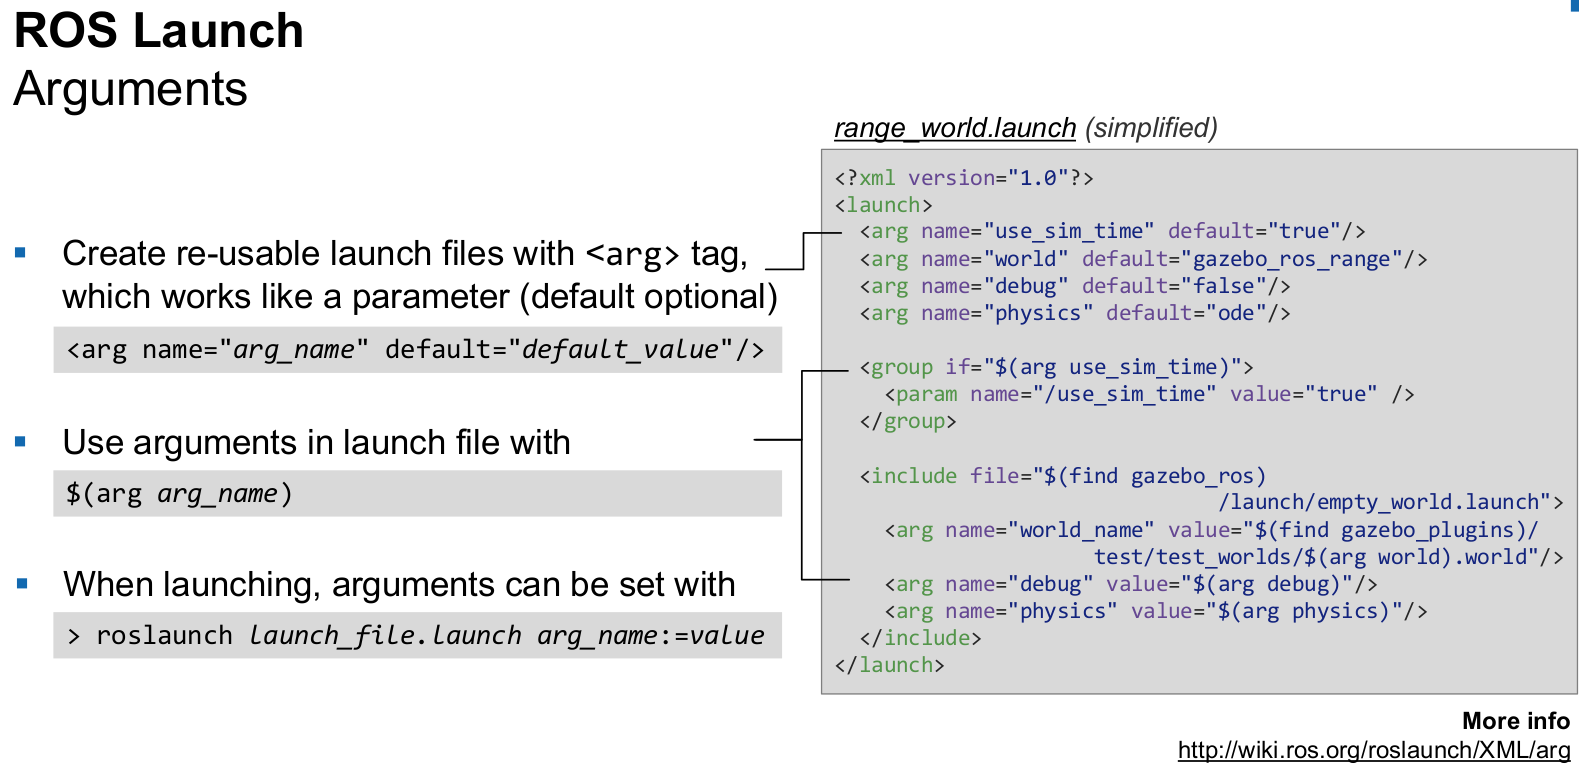 ROS Launch
Arguments
▪ Create re-usable launch files with <arg> tag,
which works like a parameter (default optional)
<arg name="arg_name" default="default_value"/>
▪ Use arguments in launch file with
$(arg arg_name)
▪ When launching, arguments can be set with
> roslaunch launch_file.launch arg_name:=value
range_world.launch (simplified)
<?xml version="1.0"?>
<launch>
  <arg name="use_sim_time" default="true"/>
  <arg name="world" default="gazebo_ros_range"/>
  <arg name="debug" default="false"/>
  <arg name="physics" default="ode"/>
  <group if="$(arg use_sim_time)">
    <param name="/use_sim_time" value="true" />
  </group>
  <include file="$(find gazebo_ros)
                               /launch/empty_world.launch">
    <arg name="world_name" value="$(find gazebo_plugins)/
                     test/test_worlds/$(arg world).world"/>
    <arg name="debug" value="$(arg debug)"/>
    <arg name="physics" value="$(arg physics)"/>
  </include>
</launch>
More info
http://wiki.ros.org/roslaunch/XML/arg